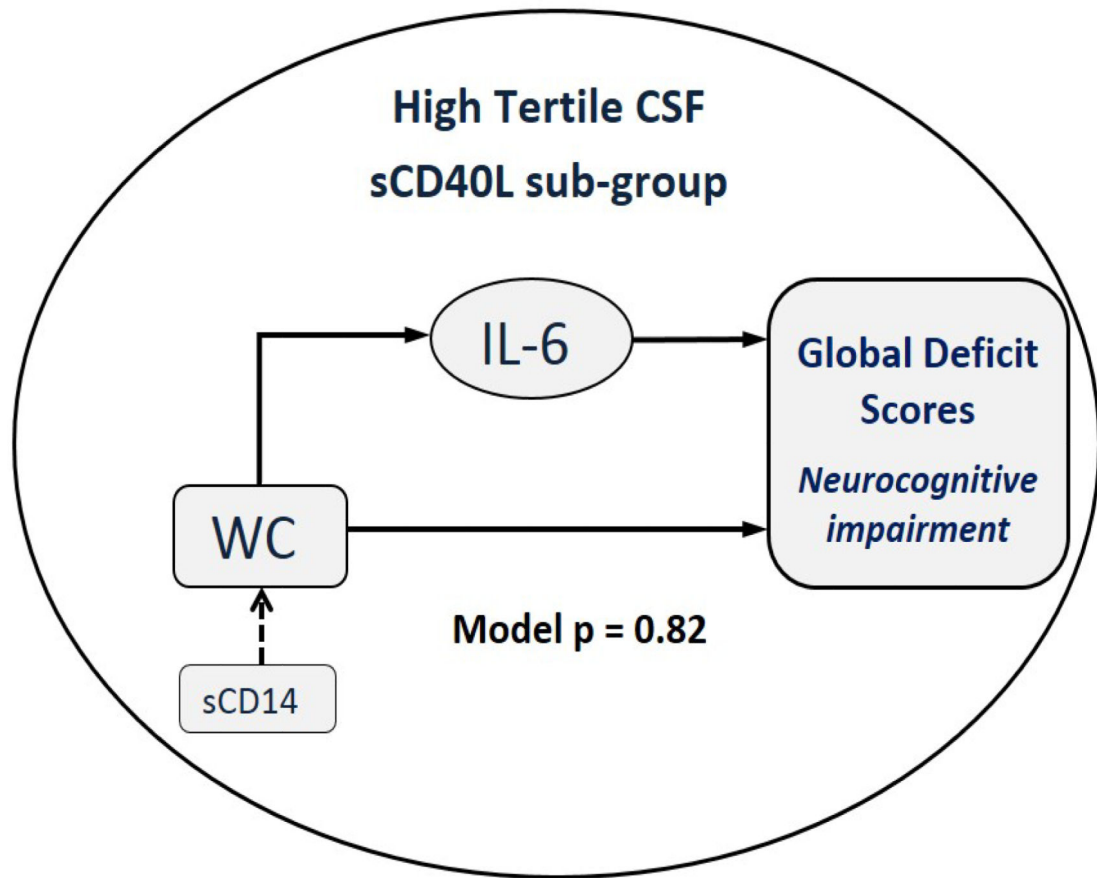 High Tertile CSF
sCD40L sub-group
IL-6
Global Deficit
Scores
Neurocognitive
impairment
WC
Model p = 0.82
sCD14